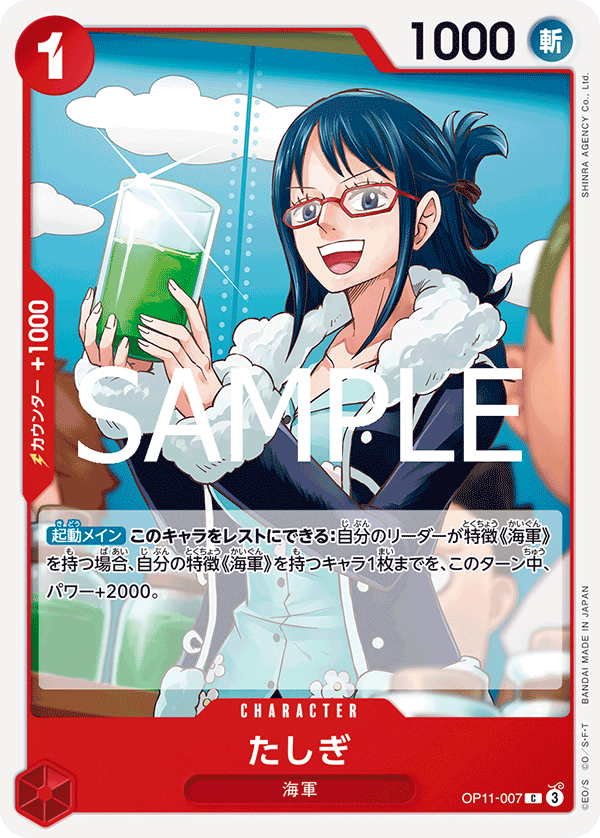 1
1000
斬
SHINRA AGENCY Co., Ltd.
カウンター +1000
SAMPLE
起動メイン このキャラをレストにできる:自分のリーダーが特徴《海軍》
を持つ場合、自分の特徴《海軍》を持つキャラ1枚までを、このターン中、
パワー+2000。
CHARACTER
たしぎ
海軍
OP11-007 C 3
©E.O/S ©O/S・F・T BANDAI MADE IN JAPAN